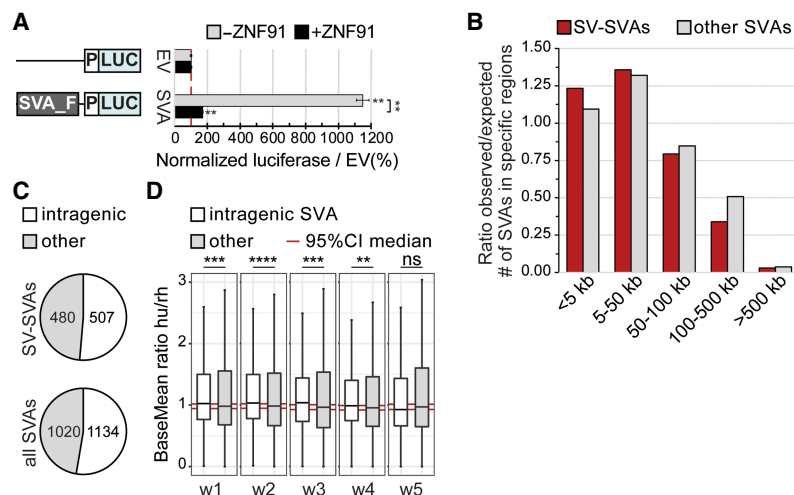 A
–ZNF91 +ZNF91
P LUC
EV
SVA_F P LUC
SVA
**
**
**
0 200 400 600 800 1000 1200
Normalized luciferase / EV(%)
B
SV-SVAs other SVAs
Ratio observed/expected
# of SVAs in specific regions
1.50
1.25
1.00
0.75
0.50
0.25
0.00
<5 kb
5-50 kb
50-100 kb
100-500 kb
>500 kb
C
intragenic
other
SV-SVAs
480 507
all SVAs
1020 1134
D
intragenic SVA
other 95%CI median
*** **** *** ** ns
BaseMean ratio hu/rh
3
2
1
0
w1 w2 w3 w4 w5